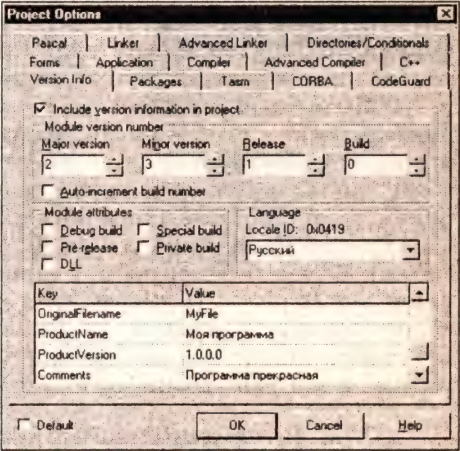 Project Options
Pascal Linker Advanced Linker Directories/Conditionals
Forms Application Compiler Advanced Compiler C++
Version Info Packages Tasm CORBA CodeGuard
Include version information in project
Module version number
Major version Minor version Release Build
2 3 1 0
Auto-increment build number
Module attributes Language
Debug build Special build Locale ID: 0x0419
Pre-release Private build Русский
DLL
Key Value
OriginalFilename MyFile
ProductName Моя программа
ProductVersion 1.0.0.0
Comments Программа прекрасная
Default OK Cancel Help